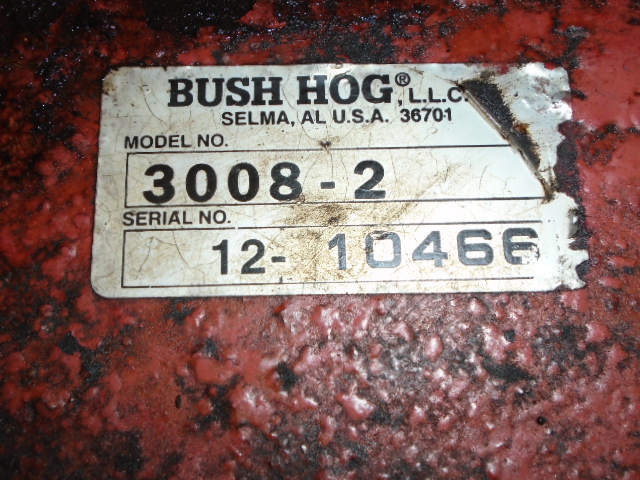 BUSH HOG®, L.L.C.
SELMA, AL U.S.A. 36701
MODEL NO.
3008-2
SERIAL NO.
12-10466